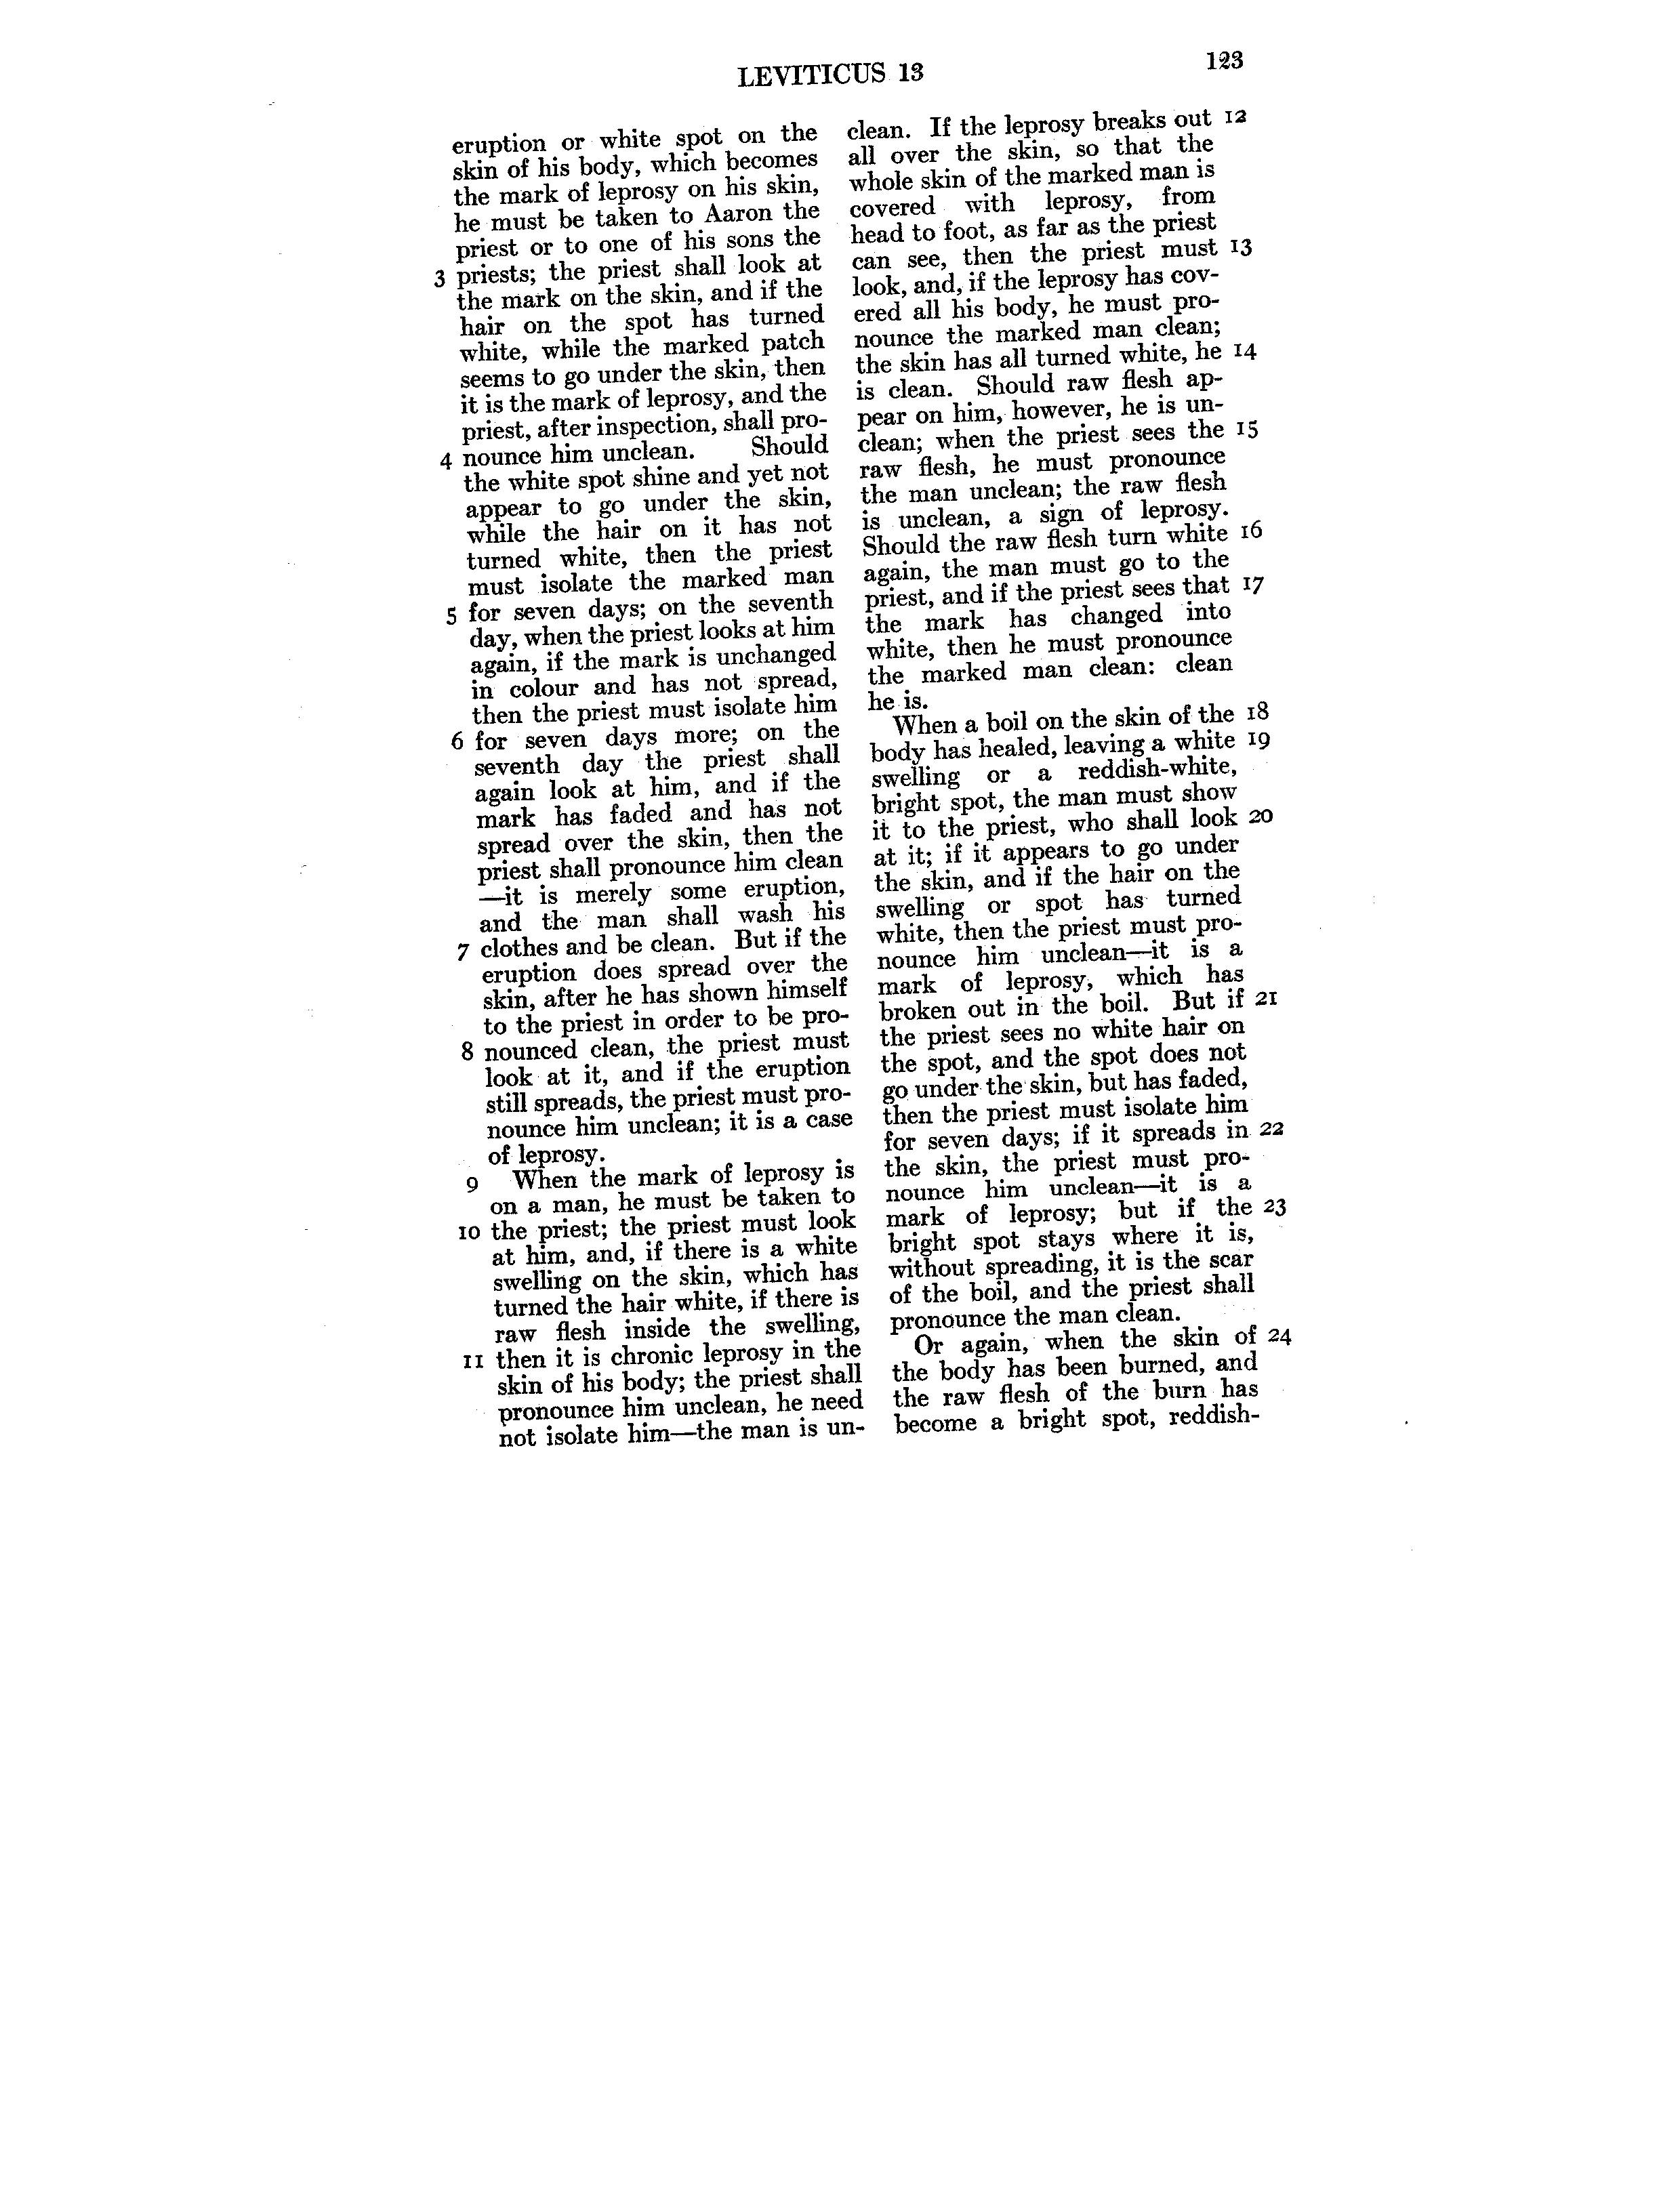 LEVITICUS 13
123
eruption or white spot on the
skin of his body, which becomes
the mark of leprosy on his skin,
he must be taken to Aaron the
priest or to one of his sons the
3 priests; the priest shall look at
the mark on the skin, and if the
hair on the spot has turned
white, while the marked patch
seems to go under the skin, then
it is the mark of leprosy, and the
priest, after inspection, shall pro-
4 nounce him unclean. Should
the white spot shine and yet not
appear to go under the skin,
while the hair on it has not
turned white, then the priest
must isolate the marked man
5 for seven days; on the seventh
day, when the priest looks at him
again, if the mark is unchanged
in colour and has not spread,
then the priest must isolate him
6 for seven days more; on the
seventh day the priest shall
again look at him, and if the
mark has faded and has not
spread over the skin, then the
priest shall pronounce him clean
—it is merely some eruption,
and the man shall wash his
7 clothes and be clean. But if the
eruption does spread over the
skin, after he has shown himself
to the priest in order to be pro-
8 nounced clean, the priest must
look at it, and if the eruption
still spreads, the priest must pro-
nounce him unclean; it is a case
of leprosy.
9 When the mark of leprosy is
on a man, he must be taken to
10 the priest; the priest must look
at him, and, if there is a white
swelling on the skin, which has
turned the hair white, if there is
raw flesh inside the swelling,
11 then it is chronic leprosy in the
skin of his body; the priest shall
pronounce him unclean, he need
not isolate him—the man is un-
clean. If the leprosy breaks out 12
all over the skin, so that the
whole skin of the marked man is
covered with leprosy, from
head to foot, as far as the priest
can see, then the priest must 13
look, and, if the leprosy has cov-
ered all his body, he must pro-
nounce the marked man clean;
the skin has all turned white, he 14
is clean. Should raw flesh ap-
pear on him, however, he is un-
clean; when the priest sees the 15
raw flesh, he must pronounce
the man unclean; the raw flesh
is unclean, a sign of leprosy.
Should the raw flesh turn white 16
again, the man must go to the
priest, and if the priest sees that 17
the mark has changed into
white, then he must pronounce
the marked man clean: clean
he is.
When a boil on the skin of the 18
body has healed, leaving a white 19
swelling or a reddish-white,
bright spot, the man must show
it to the priest, who shall look 20
at it; if it appears to go under
the skin, and if the hair on the
swelling or spot has turned
white, then the priest must pro-
nounce him unclean—it is a
mark of leprosy, which has
broken out in the boil. But if 21
the priest sees no white hair on
the spot, and the spot does not
go under the skin, but has faded,
then the priest must isolate him
for seven days; if it spreads in 22
the skin, the priest must pro-
nounce him unclean—it is a
mark of leprosy; but if the 23
bright spot stays where it is,
without spreading, it is the scar
of the boil, and the priest shall
pronounce the man clean.
Or again, when the skin of 24
the body has been burned, and
the raw flesh of the burn has
become a bright spot, reddish-